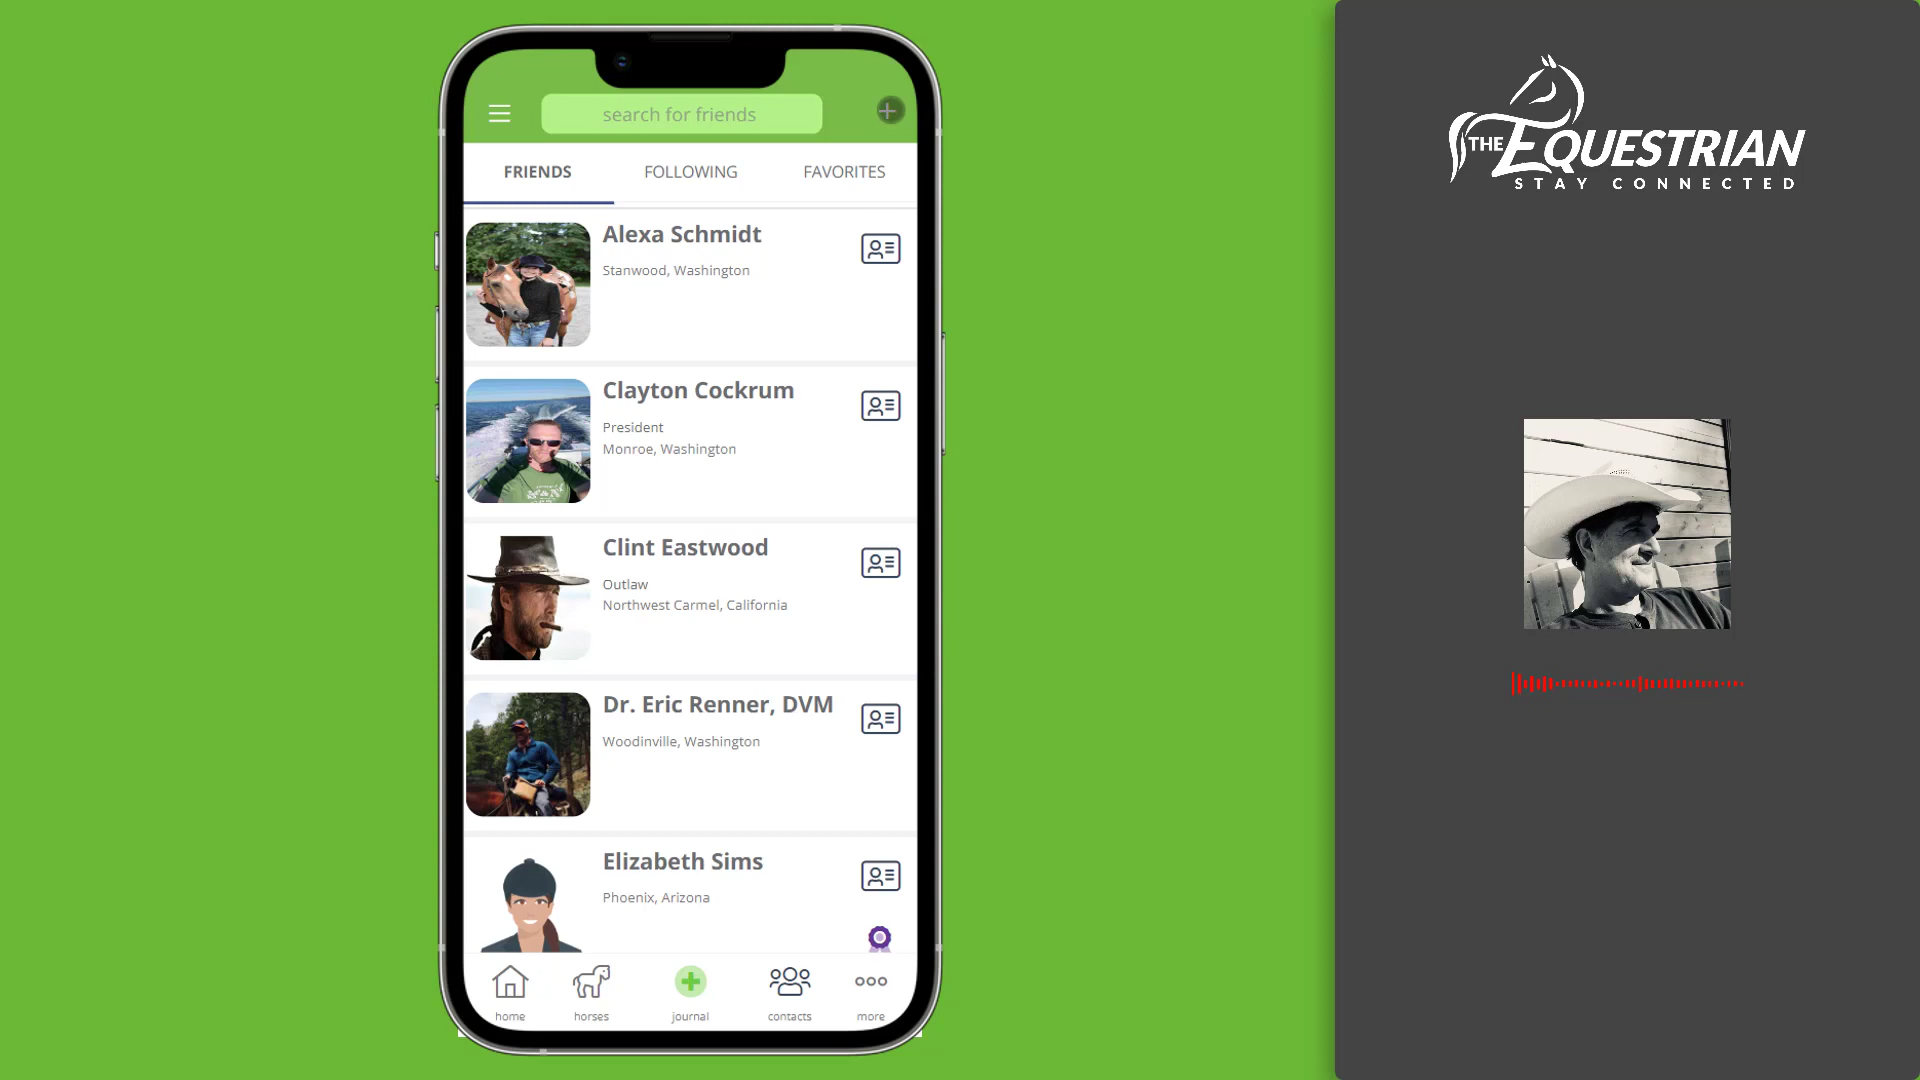 search for friends
FRIENDS
FOLLOWING
FAVORITES
Alexa Schmidt
Stanwood, Washington
Clayton Cockrum
President
Monroe, Washington
Clint Eastwood
Outlaw
Northwest Carmel, California
Dr. Eric Renner, DVM
Woodinville, Washington
Elizabeth Sims
Phoenix, Arizona
home
horses
journal
contacts
more
THE EQUESTRIAN
STAY CONNECTED